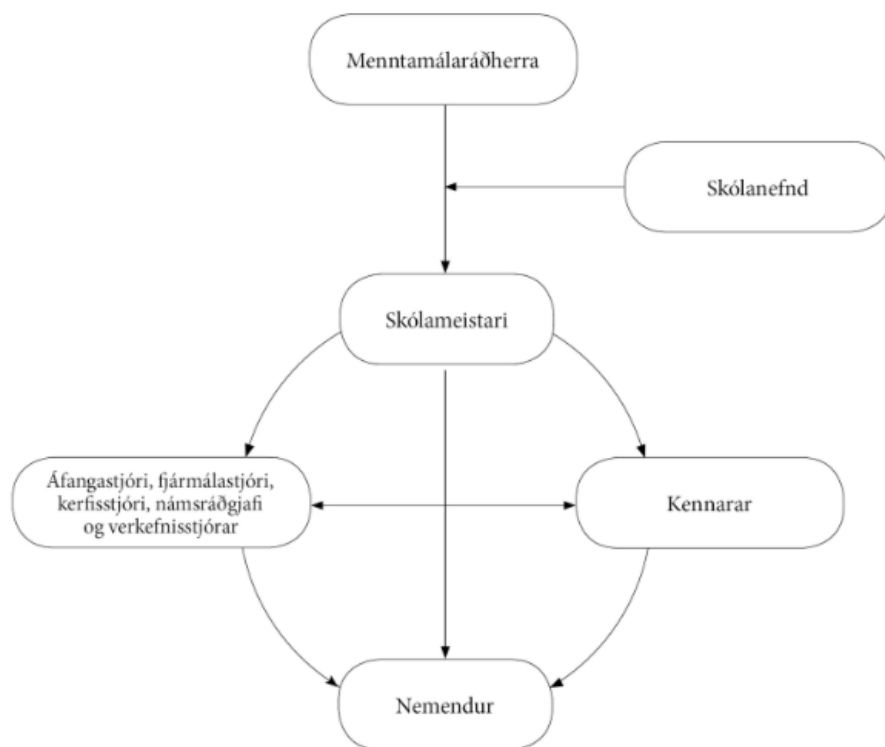 Menntamálaráðherra
Skólanefnd
Skólameistari
Áfangastjóri, fjármálastjóri,
kerfisstjóri, námsráðgjafi
og verkefnisstjórar
Kennarar
Nemendur